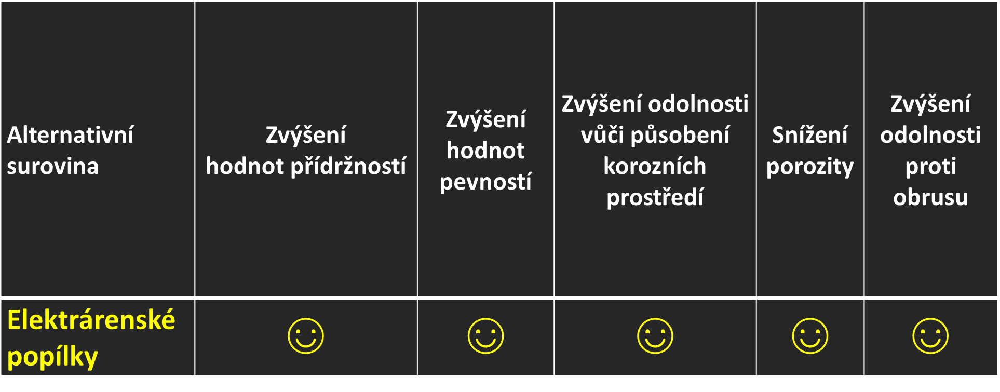 Alternativní
surovina
Zvýšení
hodnot přídržností
Zvýšení
hodnot
pevností
Zvýšení odolnosti
vůči působení
korozních
prostředí
Snížení
porozity
Zvýšení
odolnosti
proti
obrusu
Elektrárenské
popílky